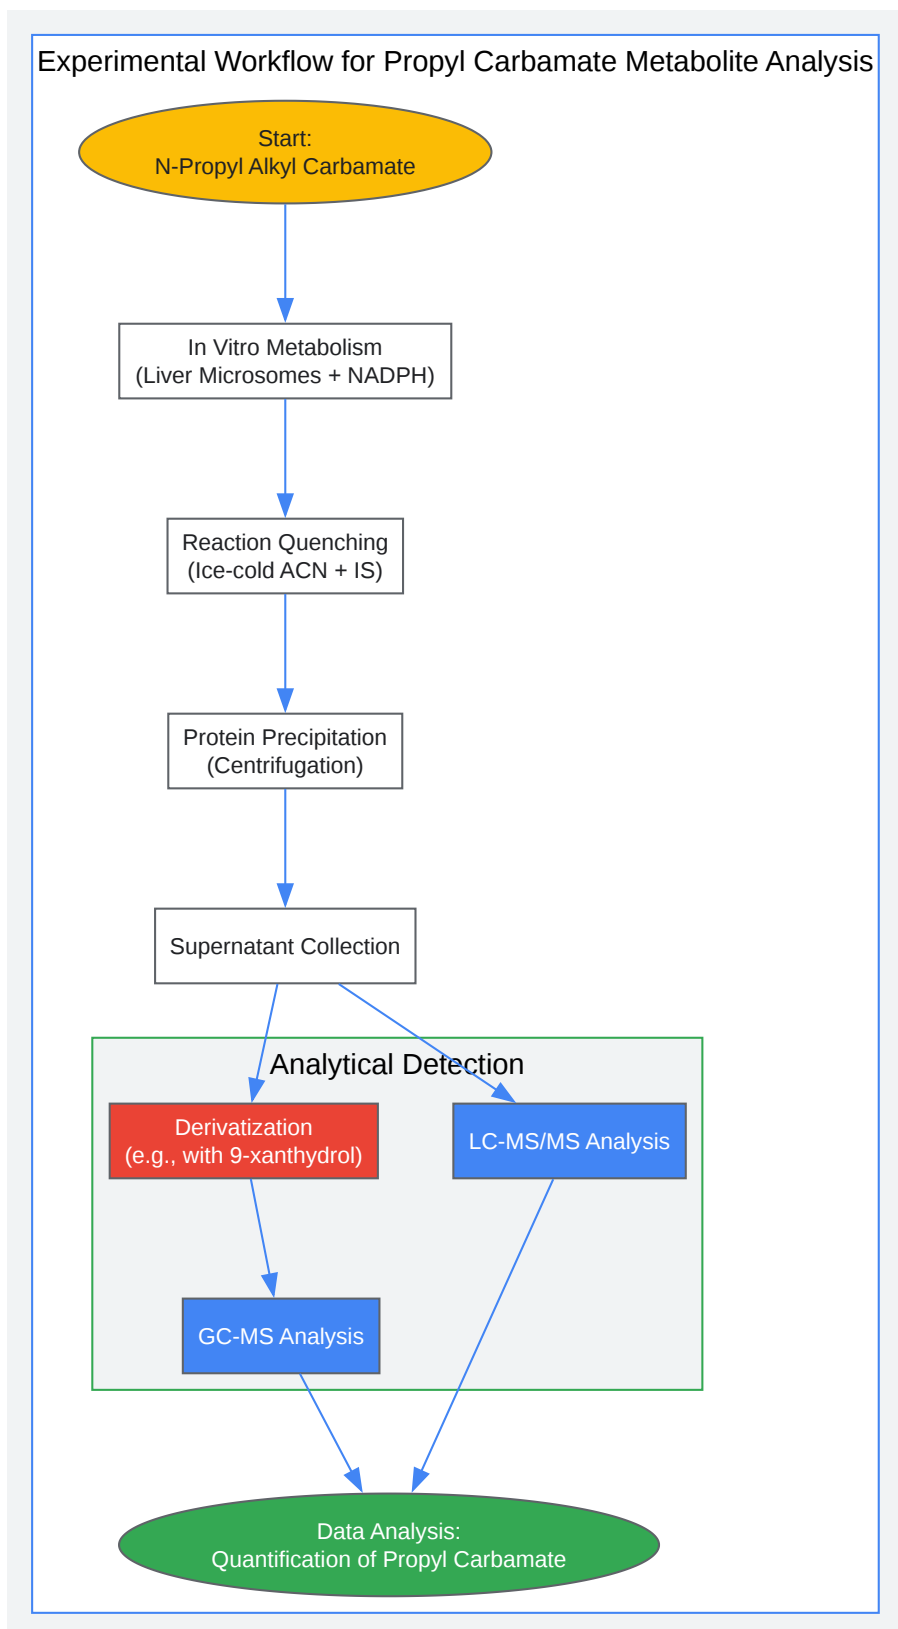 Experimental Workflow for Propyl Carbamate Metabolite Analysis
Start:
N-Propyl Alkyl Carbamate
In Vitro Metabolism
(Liver Microsomes + NADPH)
Reaction Quenching
(Ice-cold ACN + IS)
Protein Precipitation
(Centrifugation)
Supernatant Collection
Analytical Detection
Derivatization
(e.g., with 9-xanthydrol)
LC-MS/MS Analysis
GC-MS Analysis
Data Analysis:
Quantification of Propyl Carbamate